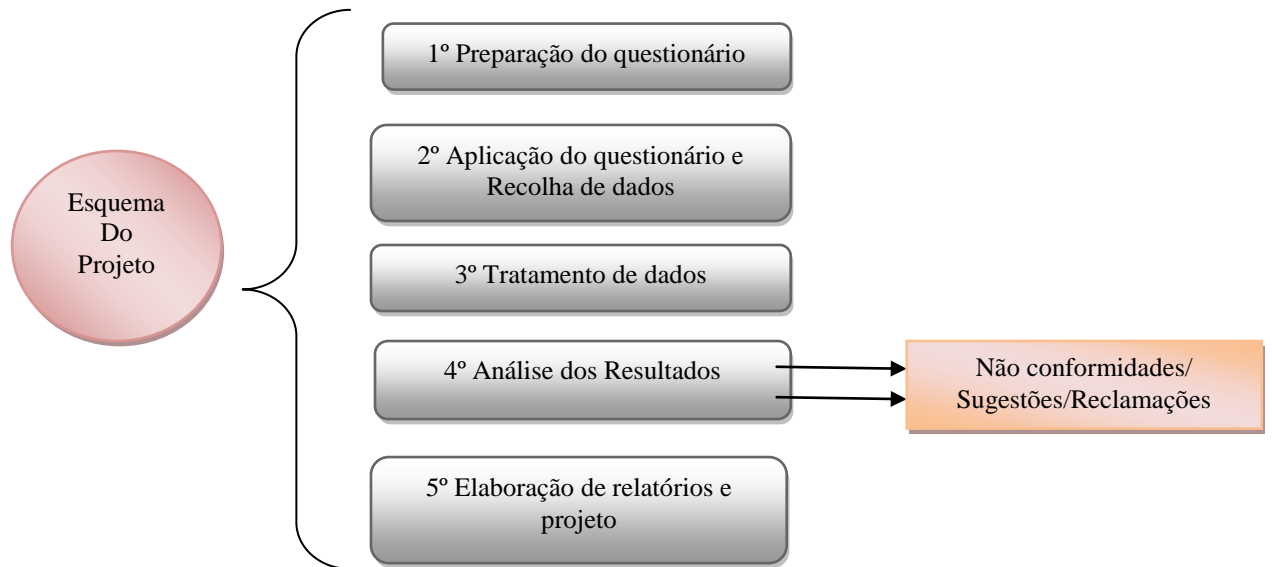 Esquema
Do
Projeto
1º Preparação do questionário
2º Aplicação do questionário e
Recolha de dados
3º Tratamento de dados
4º Análise dos Resultados
Não conformidades/
Sugestões/Reclamações
5º Elaboração de relatórios e
projeto